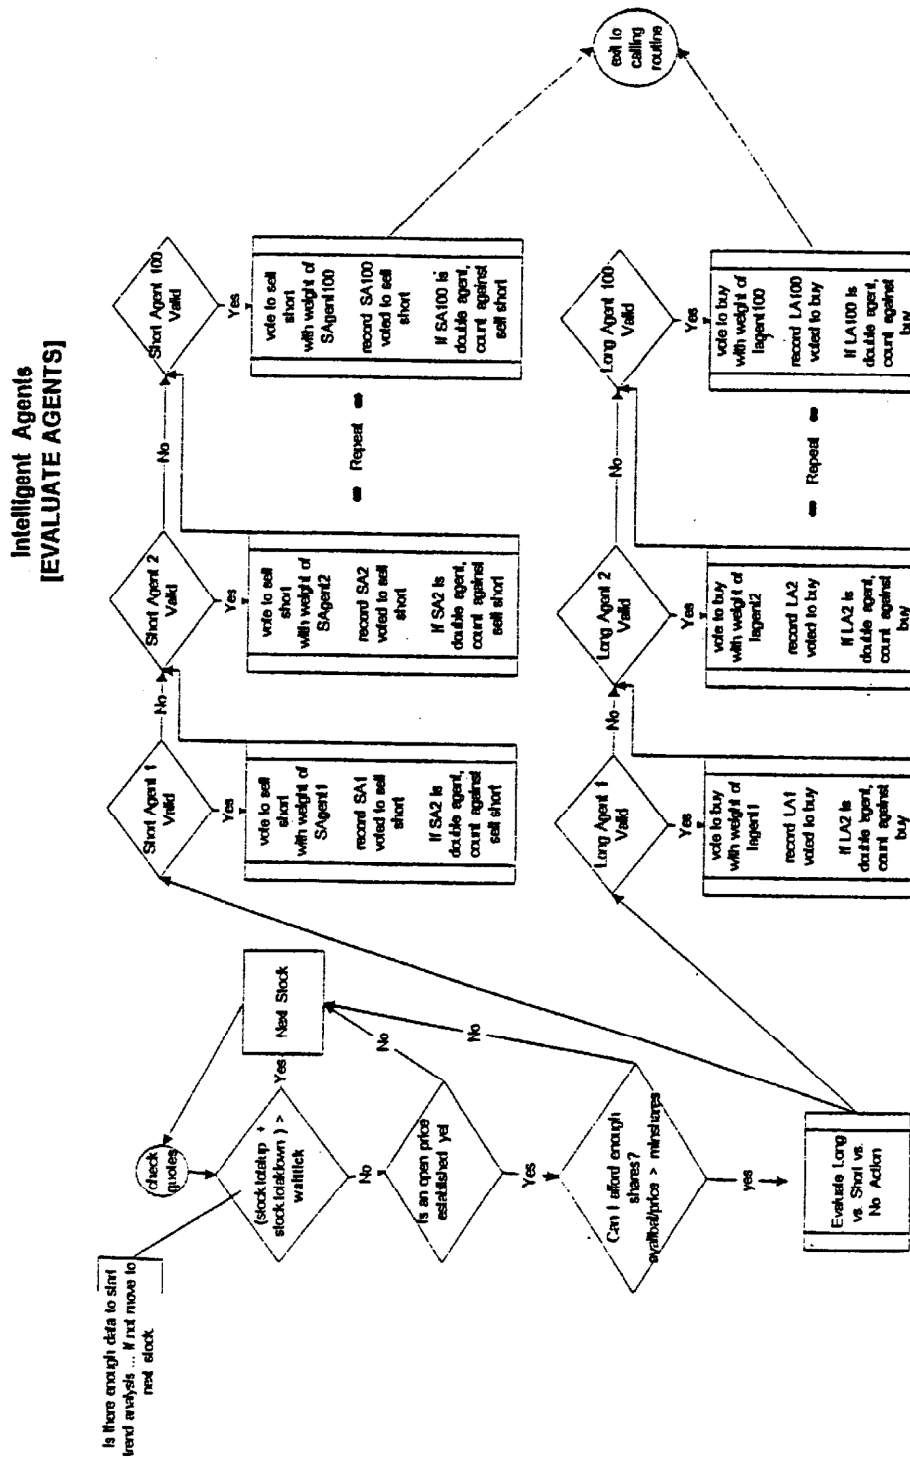 Intelligent Agents
[EVALUATE AGENTS]
Is there enough data to start
trend analysis ... if not move to
next stock.
check
quotes
(stock.totalup +
stock.totaldown ) >
waittick
Yes
Next Stock
No
Is an open price
established yet
No
Yes
Can I afford enough
shares?
availbal/price > minshares
No
yes
Evaluate Long
vs. Short vs.
No Action
Short Agent 1
Valid
No
Yes
vote to sell
short
with weight of
SAgent1
record SA1
voted to sell
short
If SA2 is
double agent,
count against
sell short
Short Agent 2
Valid
No
Yes
vote to sell
short
with weight of
SAgent2
record SA2
voted to sell
short
If SA2 is
double agent,
count against
sell short
Repeat
Short Agent 100
Valid
Yes
vote to sell
short
with weight of
SAgent100
record SA100
voted to sell
short
If SA100 is
double agent,
count against
sell short
Long Agent 1
Valid
No
Yes
vote to buy
with weight of
lagent1
record LA1
voted to buy
If LA2 is
double agent,
count against
buy
Long Agent 2
Valid
No
Yes
vote to buy
with weight of
lagent2
record LA2
voted to buy
If LA2 is
double agent,
count against
buy
Repeat
Long Agent 100
Valid
Yes
vote to buy
with weight of
lagent100
record LA100
voted to buy
If LA100 is
double agent,
count against
buy
exit to
calling
routine